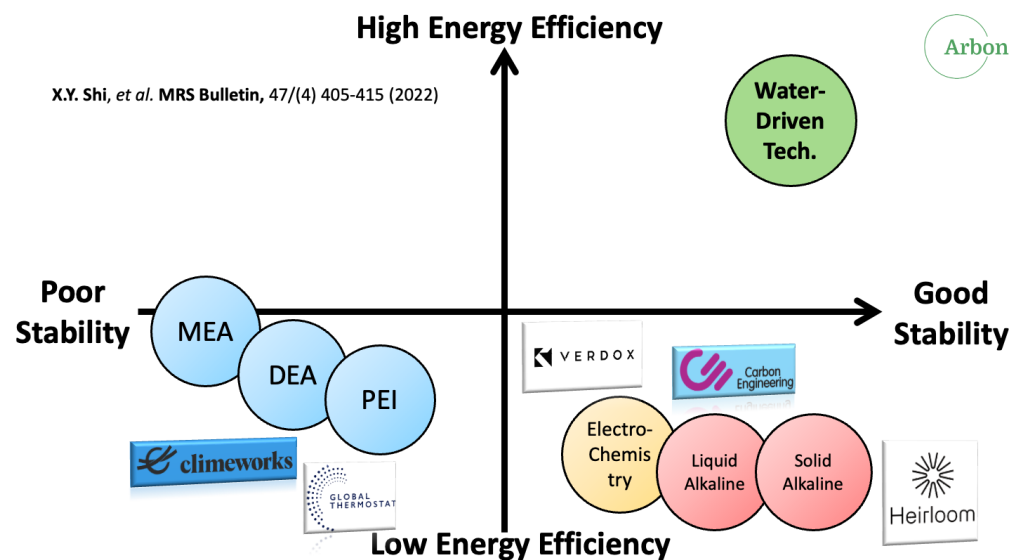 High Energy Efficiency
Arbon
X.Y. Shi, et al. MRS Bulletin, 47/(4) 405-415 (2022)
Water-
Driven
Tech.
Poor
Stability
Good
Stability
MEA
DEA
PEI
VERDOX
Carbon
Engineering
climeworks
GLOBAL
THERMOSTAT
Electro-
Chemis
try
Liquid
Alkaline
Solid
Alkaline
Heirloom
Low Energy Efficiency